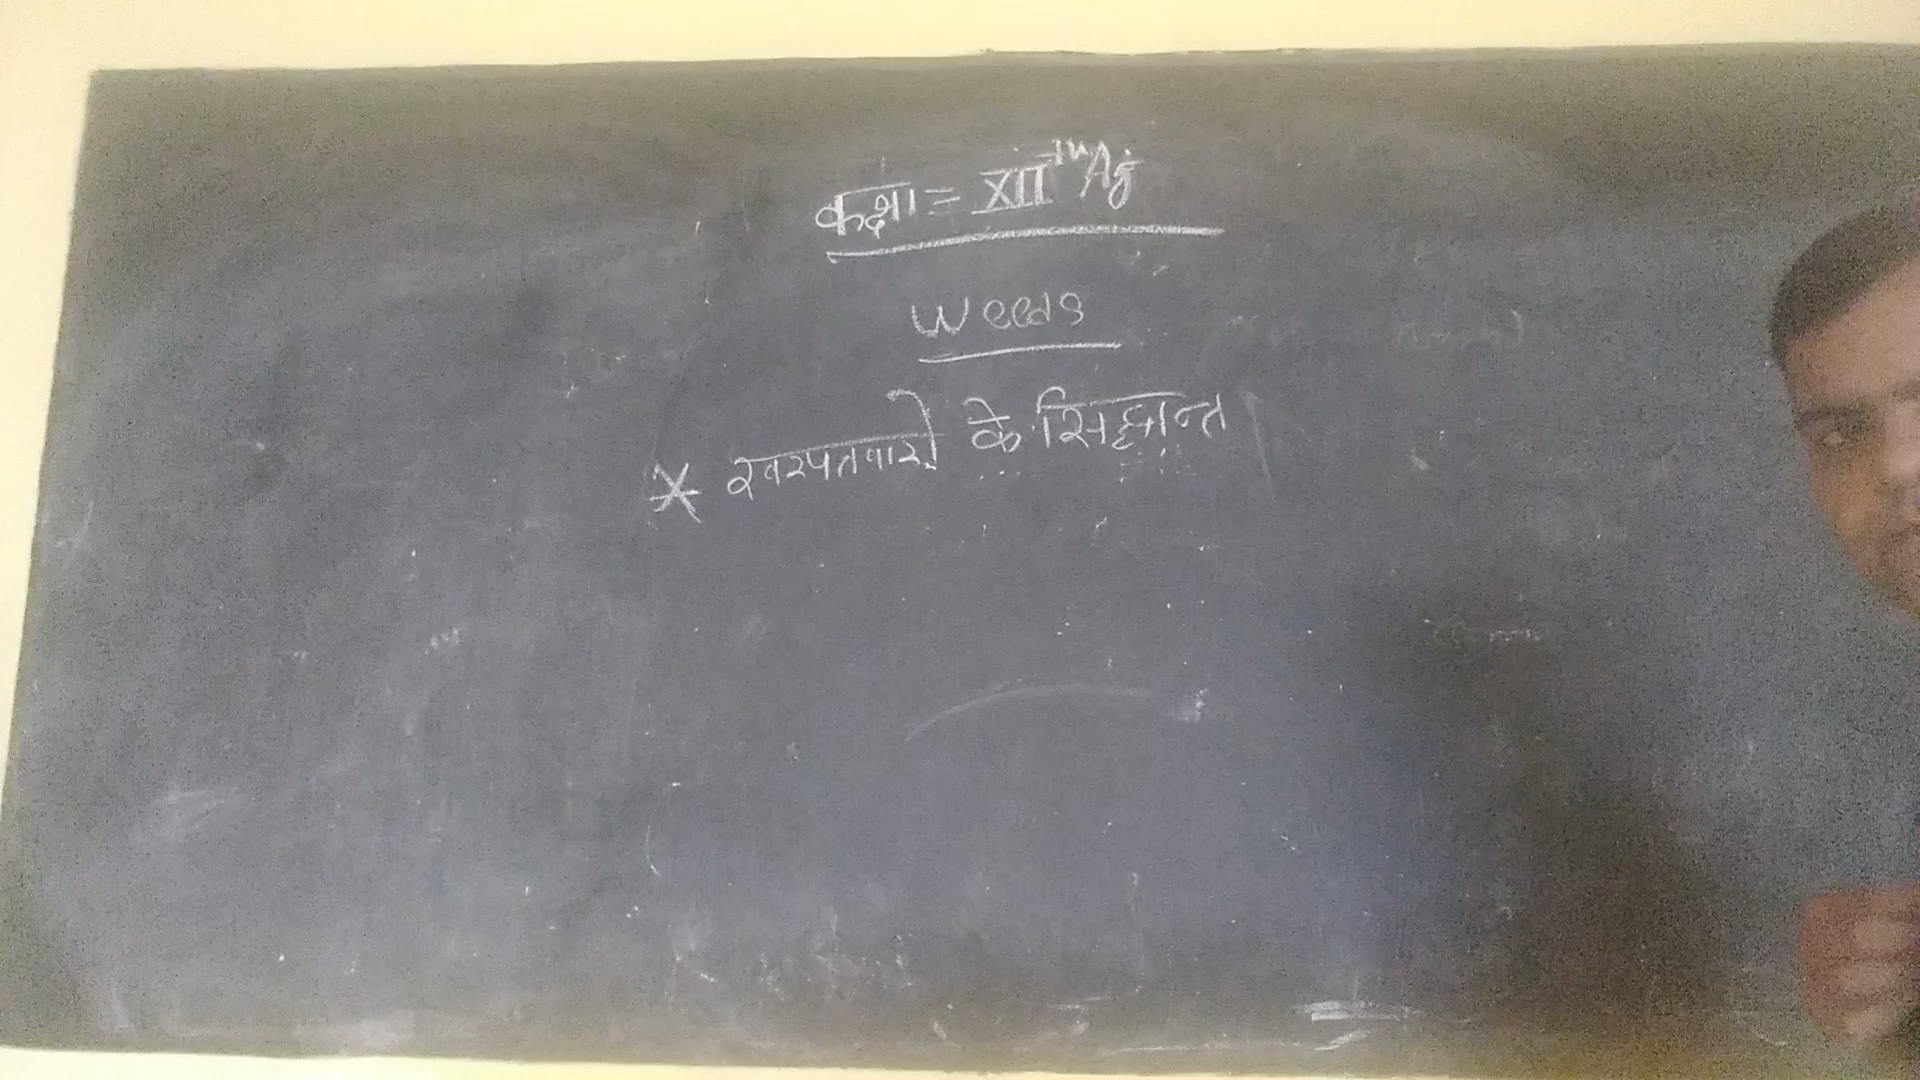 कक्षा = XII th Ag
Weeds
* खरपतवारों के सिद्धान्त